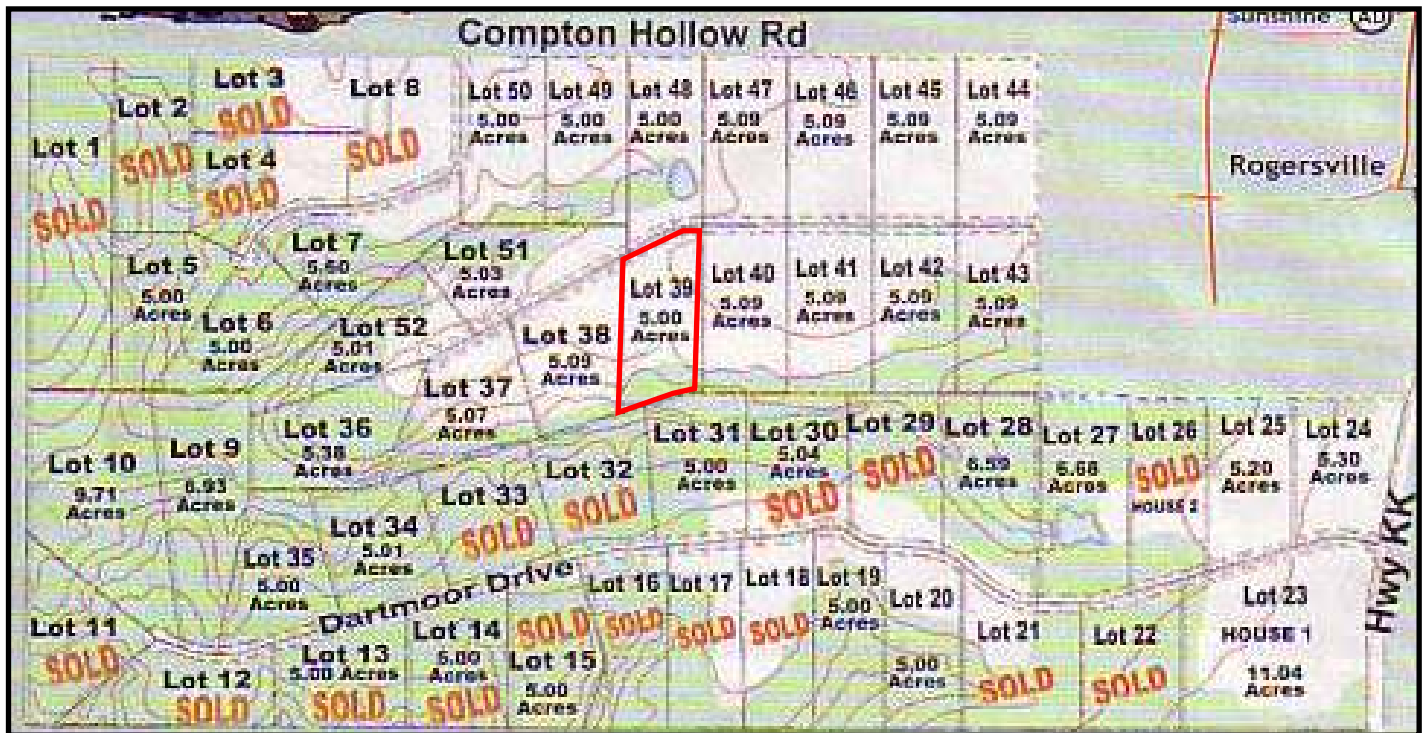 Compton Hollow Rd
Sunshine
AD
Rogersville
Hwy KK
Dartmoor Drive
Lot 1
SOLD
Lot 2
SOLD
Lot 3
SOLD
Lot 4
SOLD
Lot 8
SOLD
Lot 50
5.00
Acres
Lot 49
5.00
Acres
Lot 48
5.00
Acres
Lot 47
5.09
Acres
Lot 46
5.09
Acres
Lot 45
5.09
Acres
Lot 44
5.09
Acres
Lot 5
5.00
Acres
Lot 6
5.00
Acres
Lot 7
5.60
Acres
Lot 51
5.03
Acres
Lot 52
5.01
Acres
Lot 37
5.07
Acres
Lot 38
5.09
Acres
Lot 39
5.00
Acres
Lot 40
5.09
Acres
Lot 41
5.09
Acres
Lot 42
5.09
Acres
Lot 43
5.09
Acres
Lot 10
9.71
Acres
Lot 9
6.93
Acres
Lot 36
5.38
Acres
Lot 35
5.00
Acres
Lot 34
5.01
Acres
Lot 33
SOLD
Lot 32
SOLD
Lot 31
5.00
Acres
Lot 30
5.04
Acres
SOLD
Lot 29
SOLD
Lot 28
6.59
Acres
Lot 27
6.68
Acres
Lot 26
SOLD
HOUSE 2
Lot 25
5.20
Acres
Lot 24
5.30
Acres
Lot 11
SOLD
Lot 12
SOLD
Lot 13
5.00 Acres
SOLD
Lot 14
5.00
Acres
SOLD
SOLD
Lot 15
5.00
Acres
Lot 16
SOLD
Lot 17
SOLD
Lot 18
SOLD
Lot 19
5.00
Acres
Lot 20
5.00
Acres
Lot 21
SOLD
Lot 22
SOLD
Lot 23
HOUSE 1
11.04
Acres